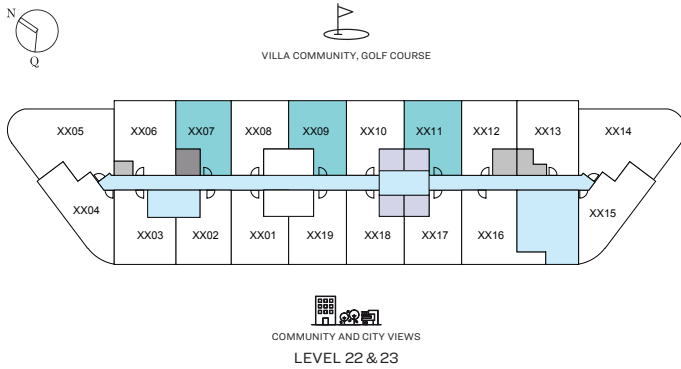 N
Q
VILLA COMMUNITY, GOLF COURSE
XX05 XX06 XX07 XX08 XX09 XX10 XX11 XX12 XX13 XX14
XX04 XX15
XX03 XX02 XX01 XX19 XX18 XX17 XX16
COMMUNITY AND CITY VIEWS
LEVEL 22 & 23